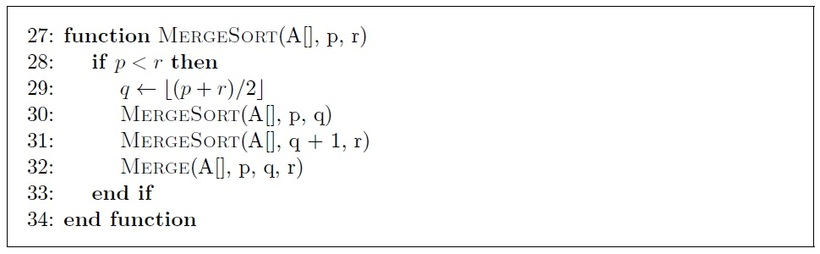 27: function MERGESORT(A[], p, r)
28: if p < r then
29: q ← ⌊(p + r)/2⌋
30: MERGESORT(A[], p, q)
31: MERGESORT(A[], q + 1, r)
32: MERGE(A[], p, q, r)
33: end if
34: end function